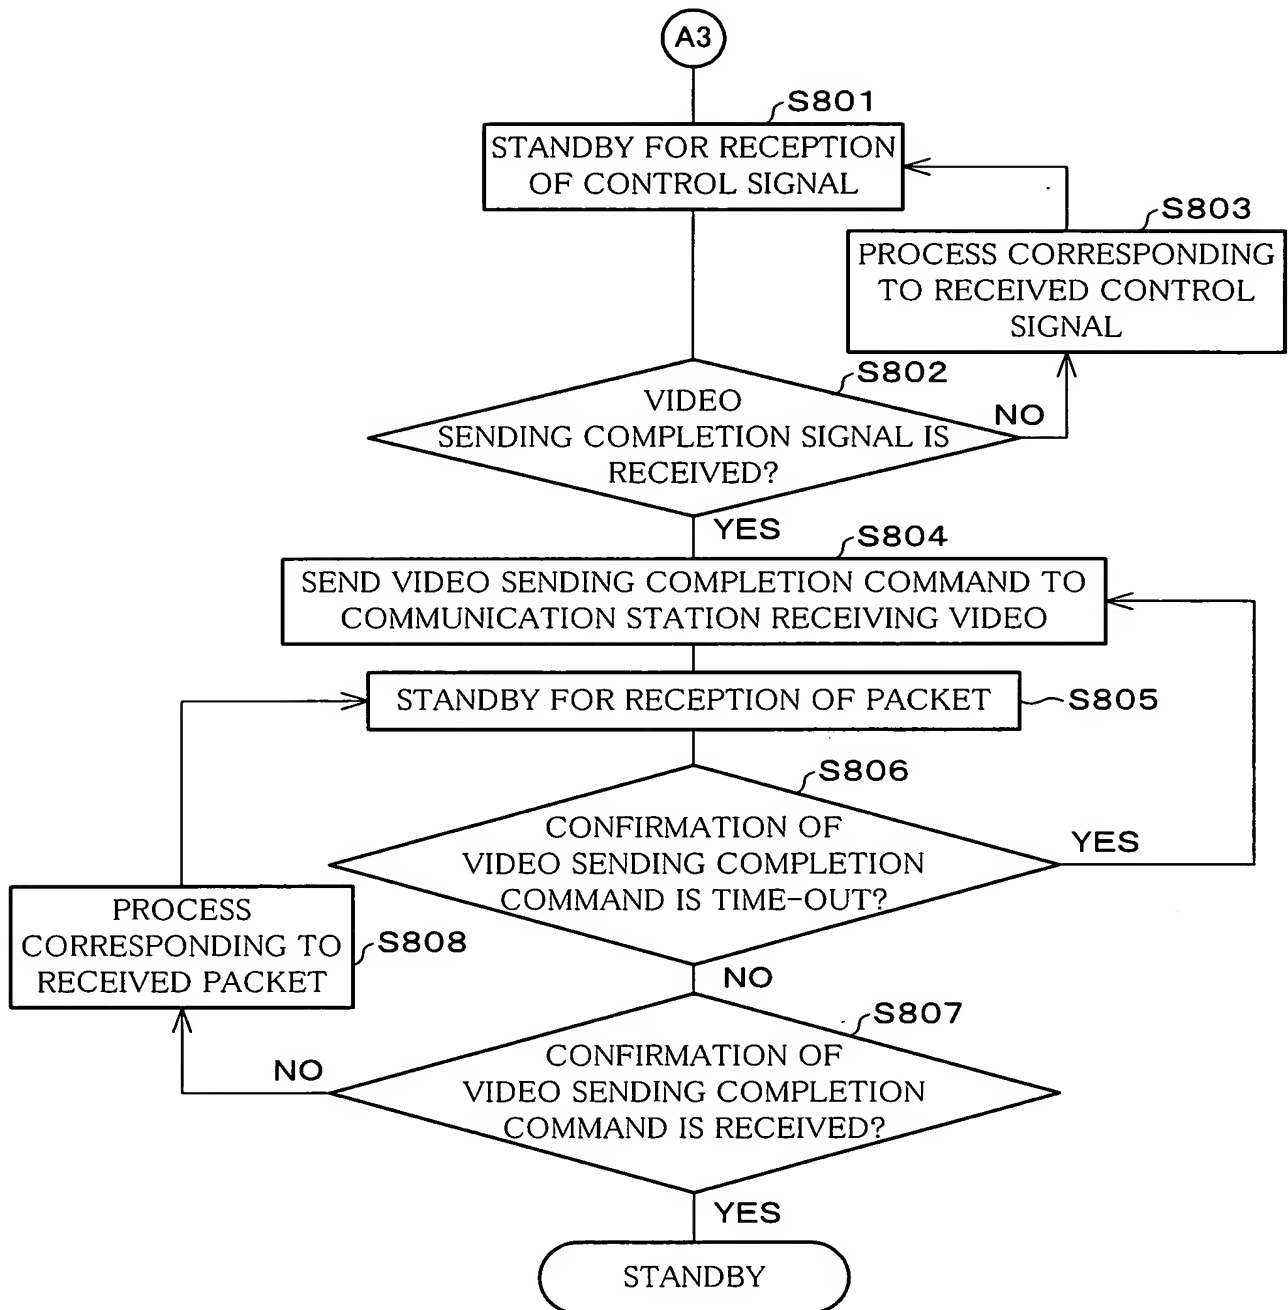 A3
S801
STANDBY FOR RECEPTION
OF CONTROL SIGNAL
S803
PROCESS CORRESPONDING
TO RECEIVED CONTROL
SIGNAL
S802
VIDEO
SENDING COMPLETION SIGNAL IS
RECEIVED?
NO
YES
S804
SEND VIDEO SENDING COMPLETION COMMAND TO
COMMUNICATION STATION RECEIVING VIDEO
STANDBY FOR RECEPTION OF PACKET
S805
S806
CONFIRMATION OF
VIDEO SENDING COMPLETION
COMMAND IS TIME-OUT?
YES
PROCESS
CORRESPONDING TO
RECEIVED PACKET
S808
NO
S807
CONFIRMATION OF
VIDEO SENDING COMPLETION
COMMAND IS RECEIVED?
NO
YES
STANDBY